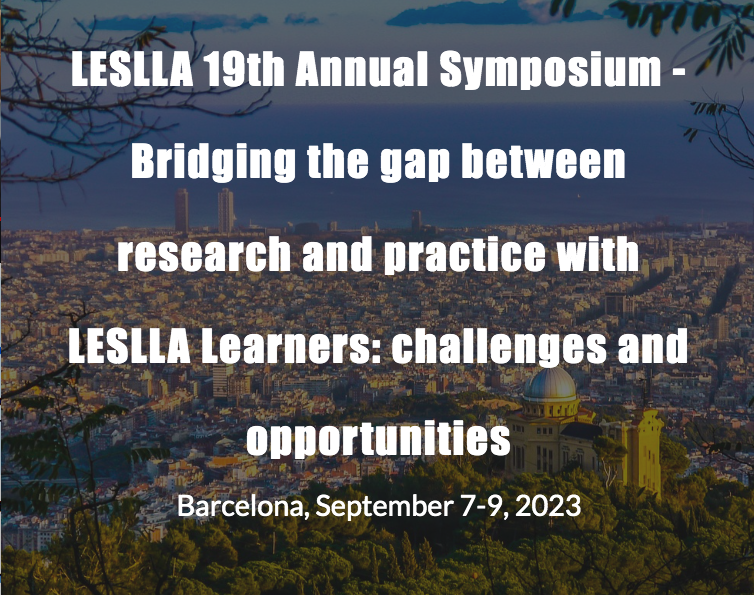 LESLLA 19th Annual Symposium -
Bridging the gap between
research and practice with
LESLLA Learners: challenges and
opportunities
Barcelona, September 7-9, 2023